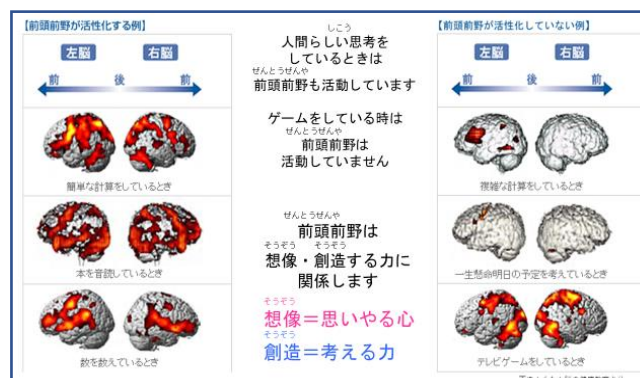 【前頭前野が活性化する例】
左脳 右脳
前 後 前
簡単な計算をしているとき
本を音読しているとき
数を数えているとき
しこう
人間らしい思考を
しているときは
ぜんとうぜんや
前頭前野も活動しています
ゲームをしている時は
ぜんとうぜんや
前頭前野は
活動していません
ぜんとうぜんや
前頭前野は
そうぞう そうぞう
想像・創造する力に
関係します
そうぞう
想像＝思いやる心
そうぞう
創造＝考える力
【前頭前野が活性化していない例】
左脳 右脳
前 後 前
複雑な計算をしているとき
一生懸命明日の予定を考えているとき
テレビゲームをしているとき